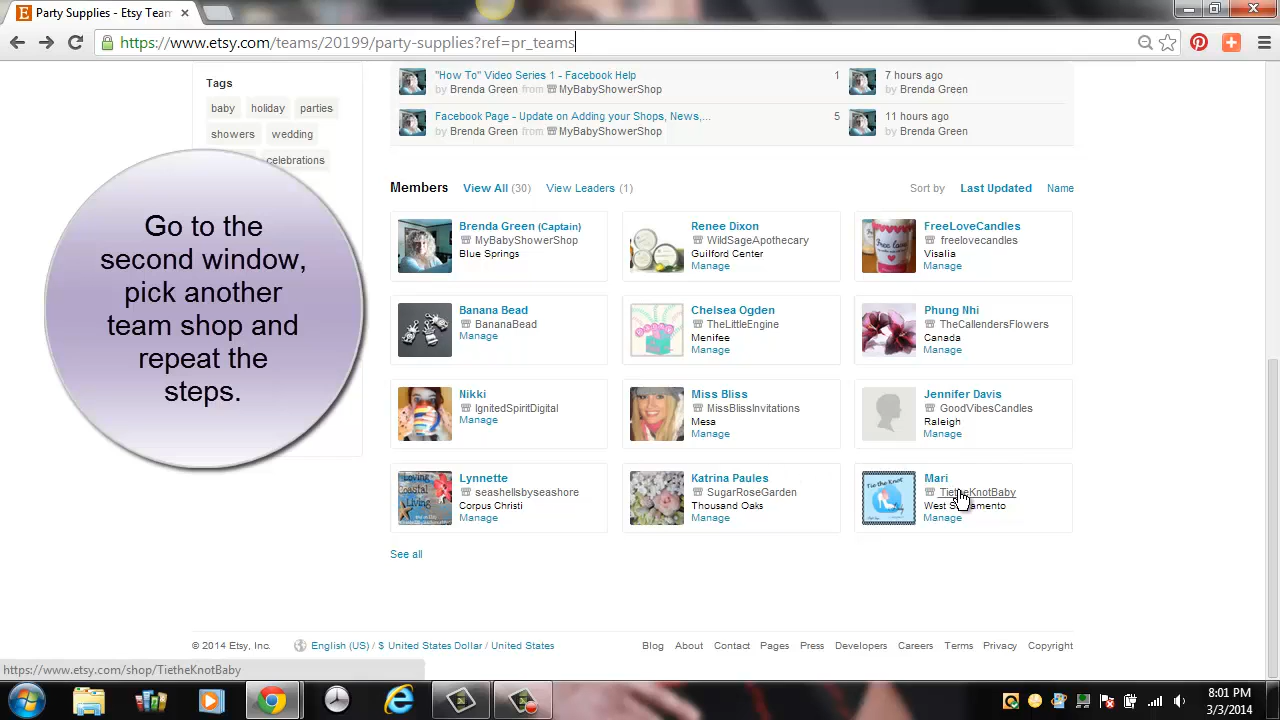 Party Supplies - Etsy Team
https://www.etsy.com/teams/20199/party-supplies?ref=pr_teams
Tags
baby holiday parties
showers wedding
celebrations
"How To" Video Series 1 - Facebook Help 1 7 hours ago
by Brenda Green from MyBabyShowerShop by Brenda Green
Facebook Page - Update on Adding your Shops, News,... 5 11 hours ago
by Brenda Green from MyBabyShowerShop by Brenda Green
Go to the
second window,
pick another
team shop and
repeat the
steps.
Members View All (30) View Leaders (1) Sort by Last Updated Name
Brenda Green (Captain)
MyBabyShowerShop
Blue Springs
Renee Dixon
WildSageApothecary
Guilford Center
Manage
FreeLoveCandles
freelovecandles
Visalia
Manage
Banana Bead
BananaBead
Manage
Chelsea Ogden
TheLittleEngine
Menifee
Manage
Phung Nhi
TheCallendersFlowers
Canada
Manage
Nikki
IgnitedSpiritDigital
Manage
Miss Bliss
MissBlissInvitations
Mesa
Manage
Jennifer Davis
GoodVibesCandles
Raleigh
Manage
Lynnette
seashellsbyseashore
Corpus Christi
Manage
Katrina Paules
SugarRoseGarden
Thousand Oaks
Manage
Mari
TietheKnotBaby
West
Manage
Free love
Loving
Coastal
Living
Tie the Knot
See all
© 2014 Etsy, Inc. English (US) / $ United States Dollar / United States Blog About Contact Pages Press Developers Careers Terms Privacy Copyright
https://www.etsy.com/shop/TietheKnotBaby
8:01 PM
3/3/2014